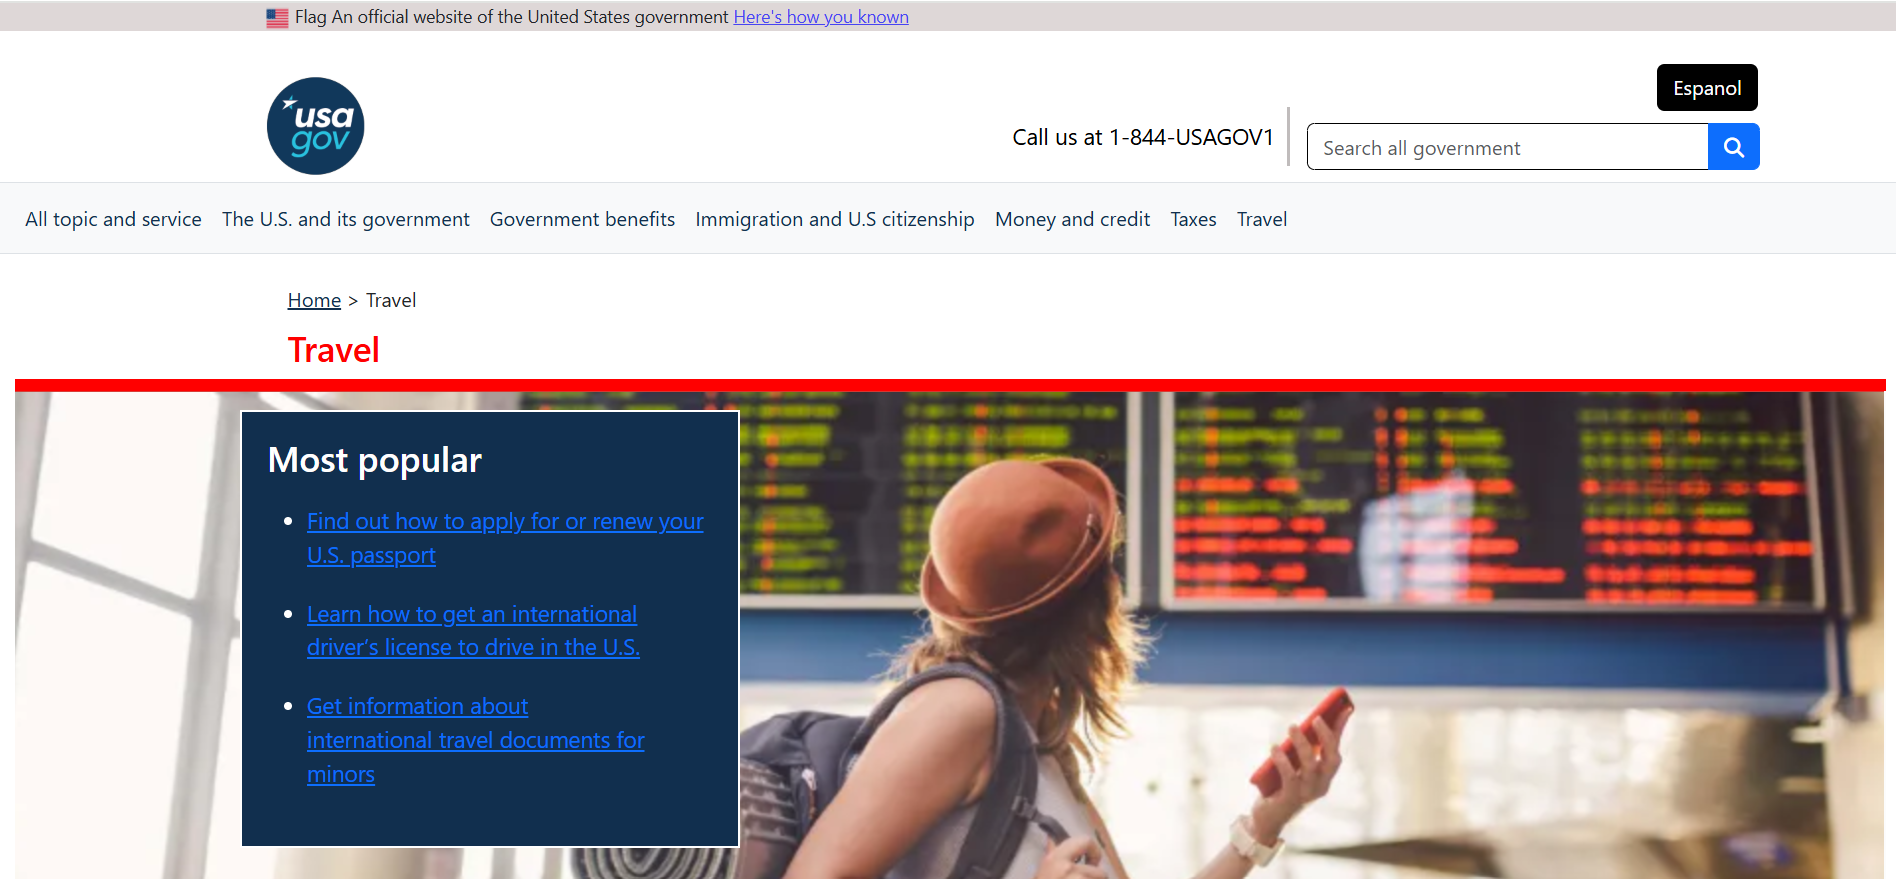 Flag An official website of the United States government Here's how you known
Espanol
usa
gov
Call us at 1-844-USAGOV1
Search all government
All topic and service The U.S. and its government Government benefits Immigration and U.S citizenship Money and credit Taxes Travel
Home > Travel
Travel
Most popular
Find out how to apply for or renew your
U.S. passport
Learn how to get an international
driver’s license to drive in the U.S.
Get information about
international travel documents for
minors